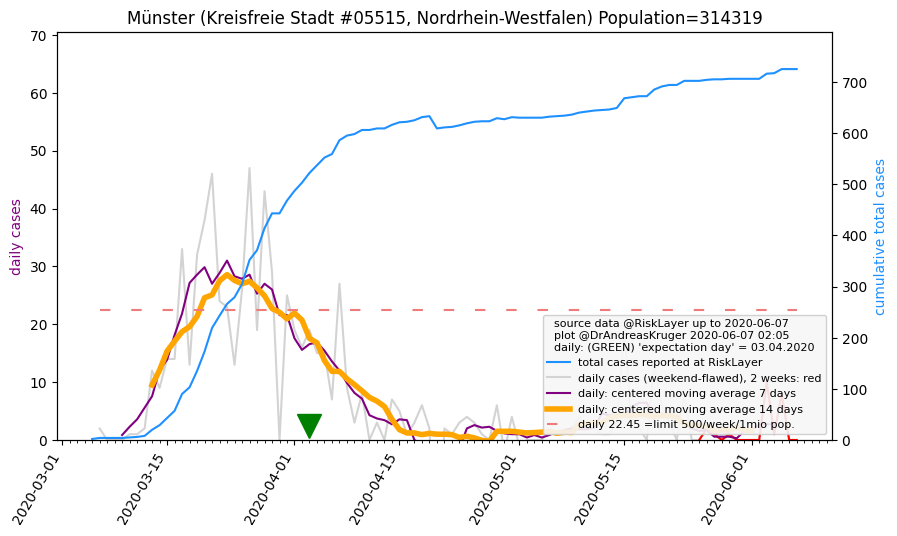 Münster (Kreisfreie Stadt #05515, Nordrhein-Westfalen) Population=314319
70
60
50
40
30
20
10
0
daily cases
700
600
500
400
300
200
100
0
cumulative total cases
source data @RiskLayer up to 2020-06-07
plot @DrAndreasKruger 2020-06-07 02:05
daily: (GREEN) 'expectation day' = 03.04.2020
total cases reported at RiskLayer
daily cases (weekend-flawed), 2 weeks: red
daily: centered moving average 7 days
daily: centered moving average 14 days
daily 22.45 =limit 500/week/1mio pop.
2020-03-01
2020-03-15
2020-04-01
2020-04-15
2020-05-01
2020-05-15
2020-06-01